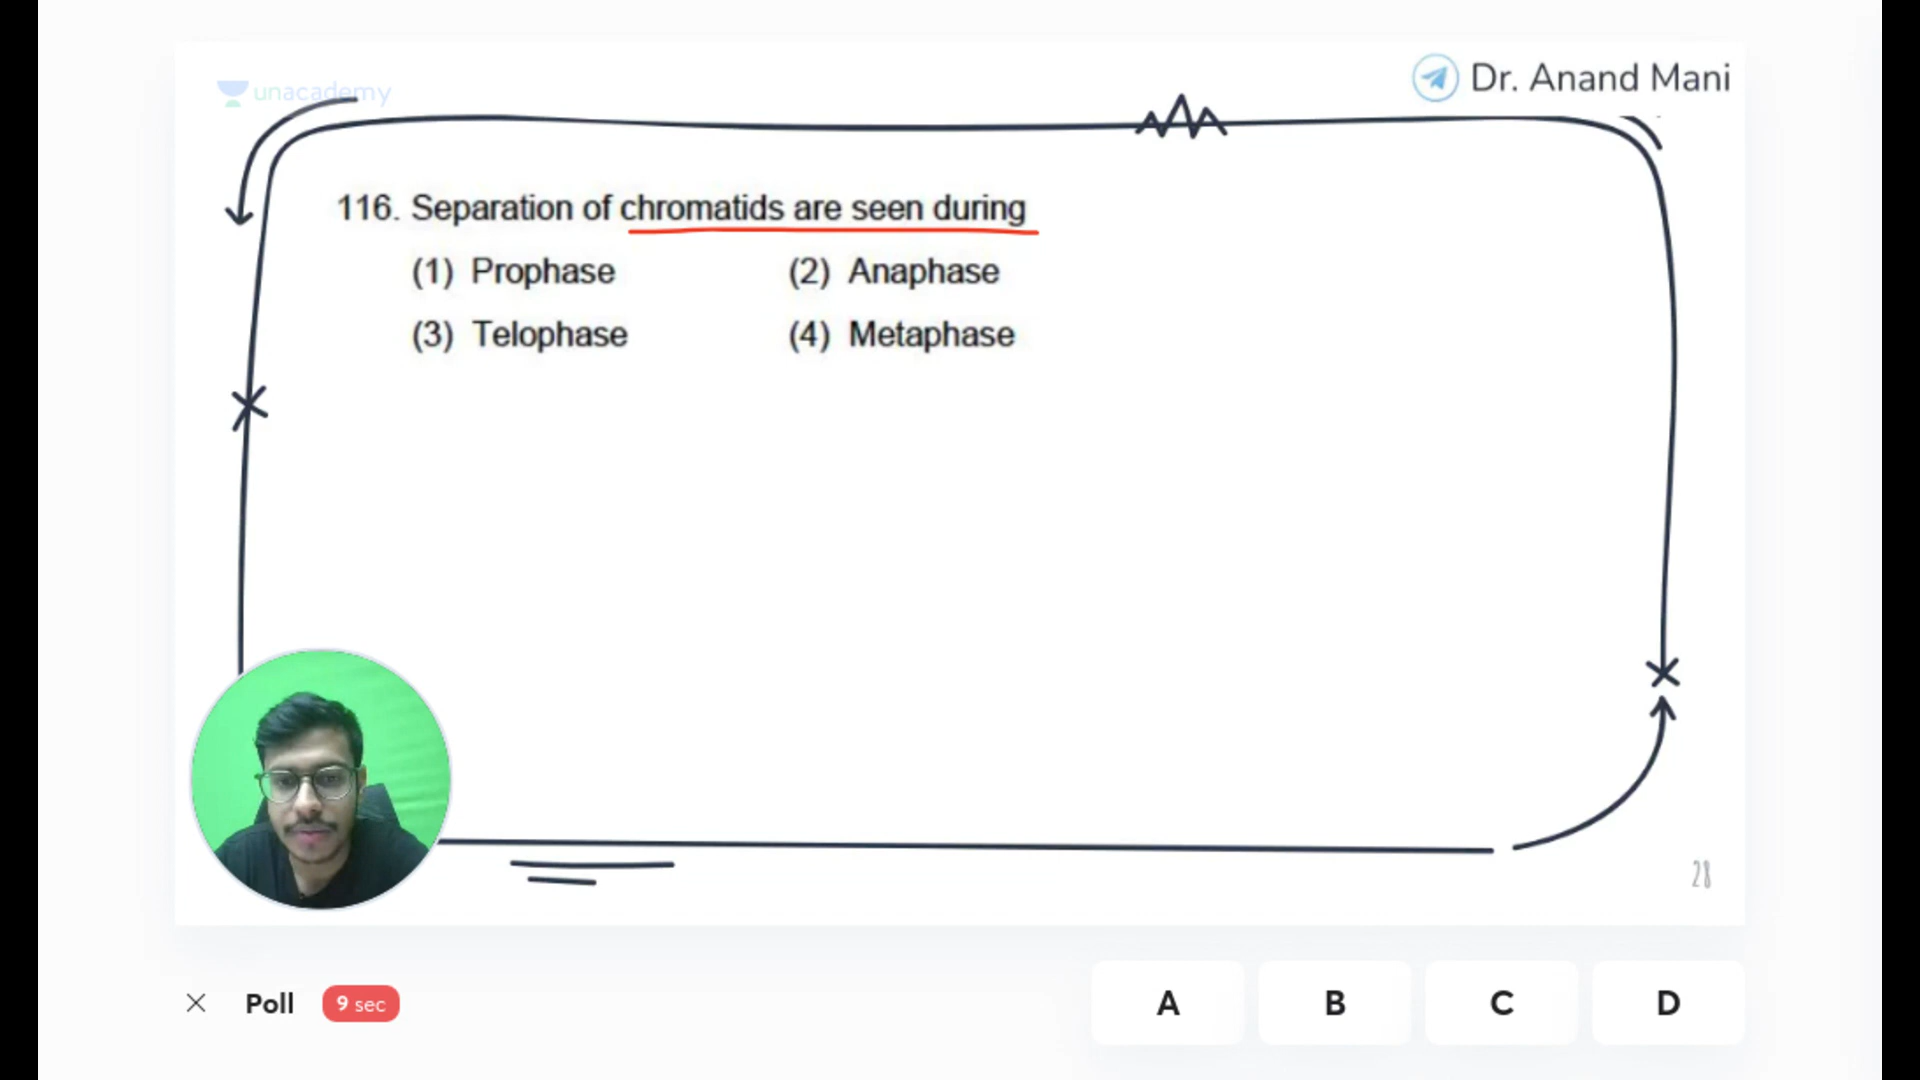 unacademy
Dr. Anand Mani
116. Separation of chromatids are seen during
(1) Prophase (2) Anaphase
(3) Telophase (4) Metaphase
28
Poll 9 sec A B C D